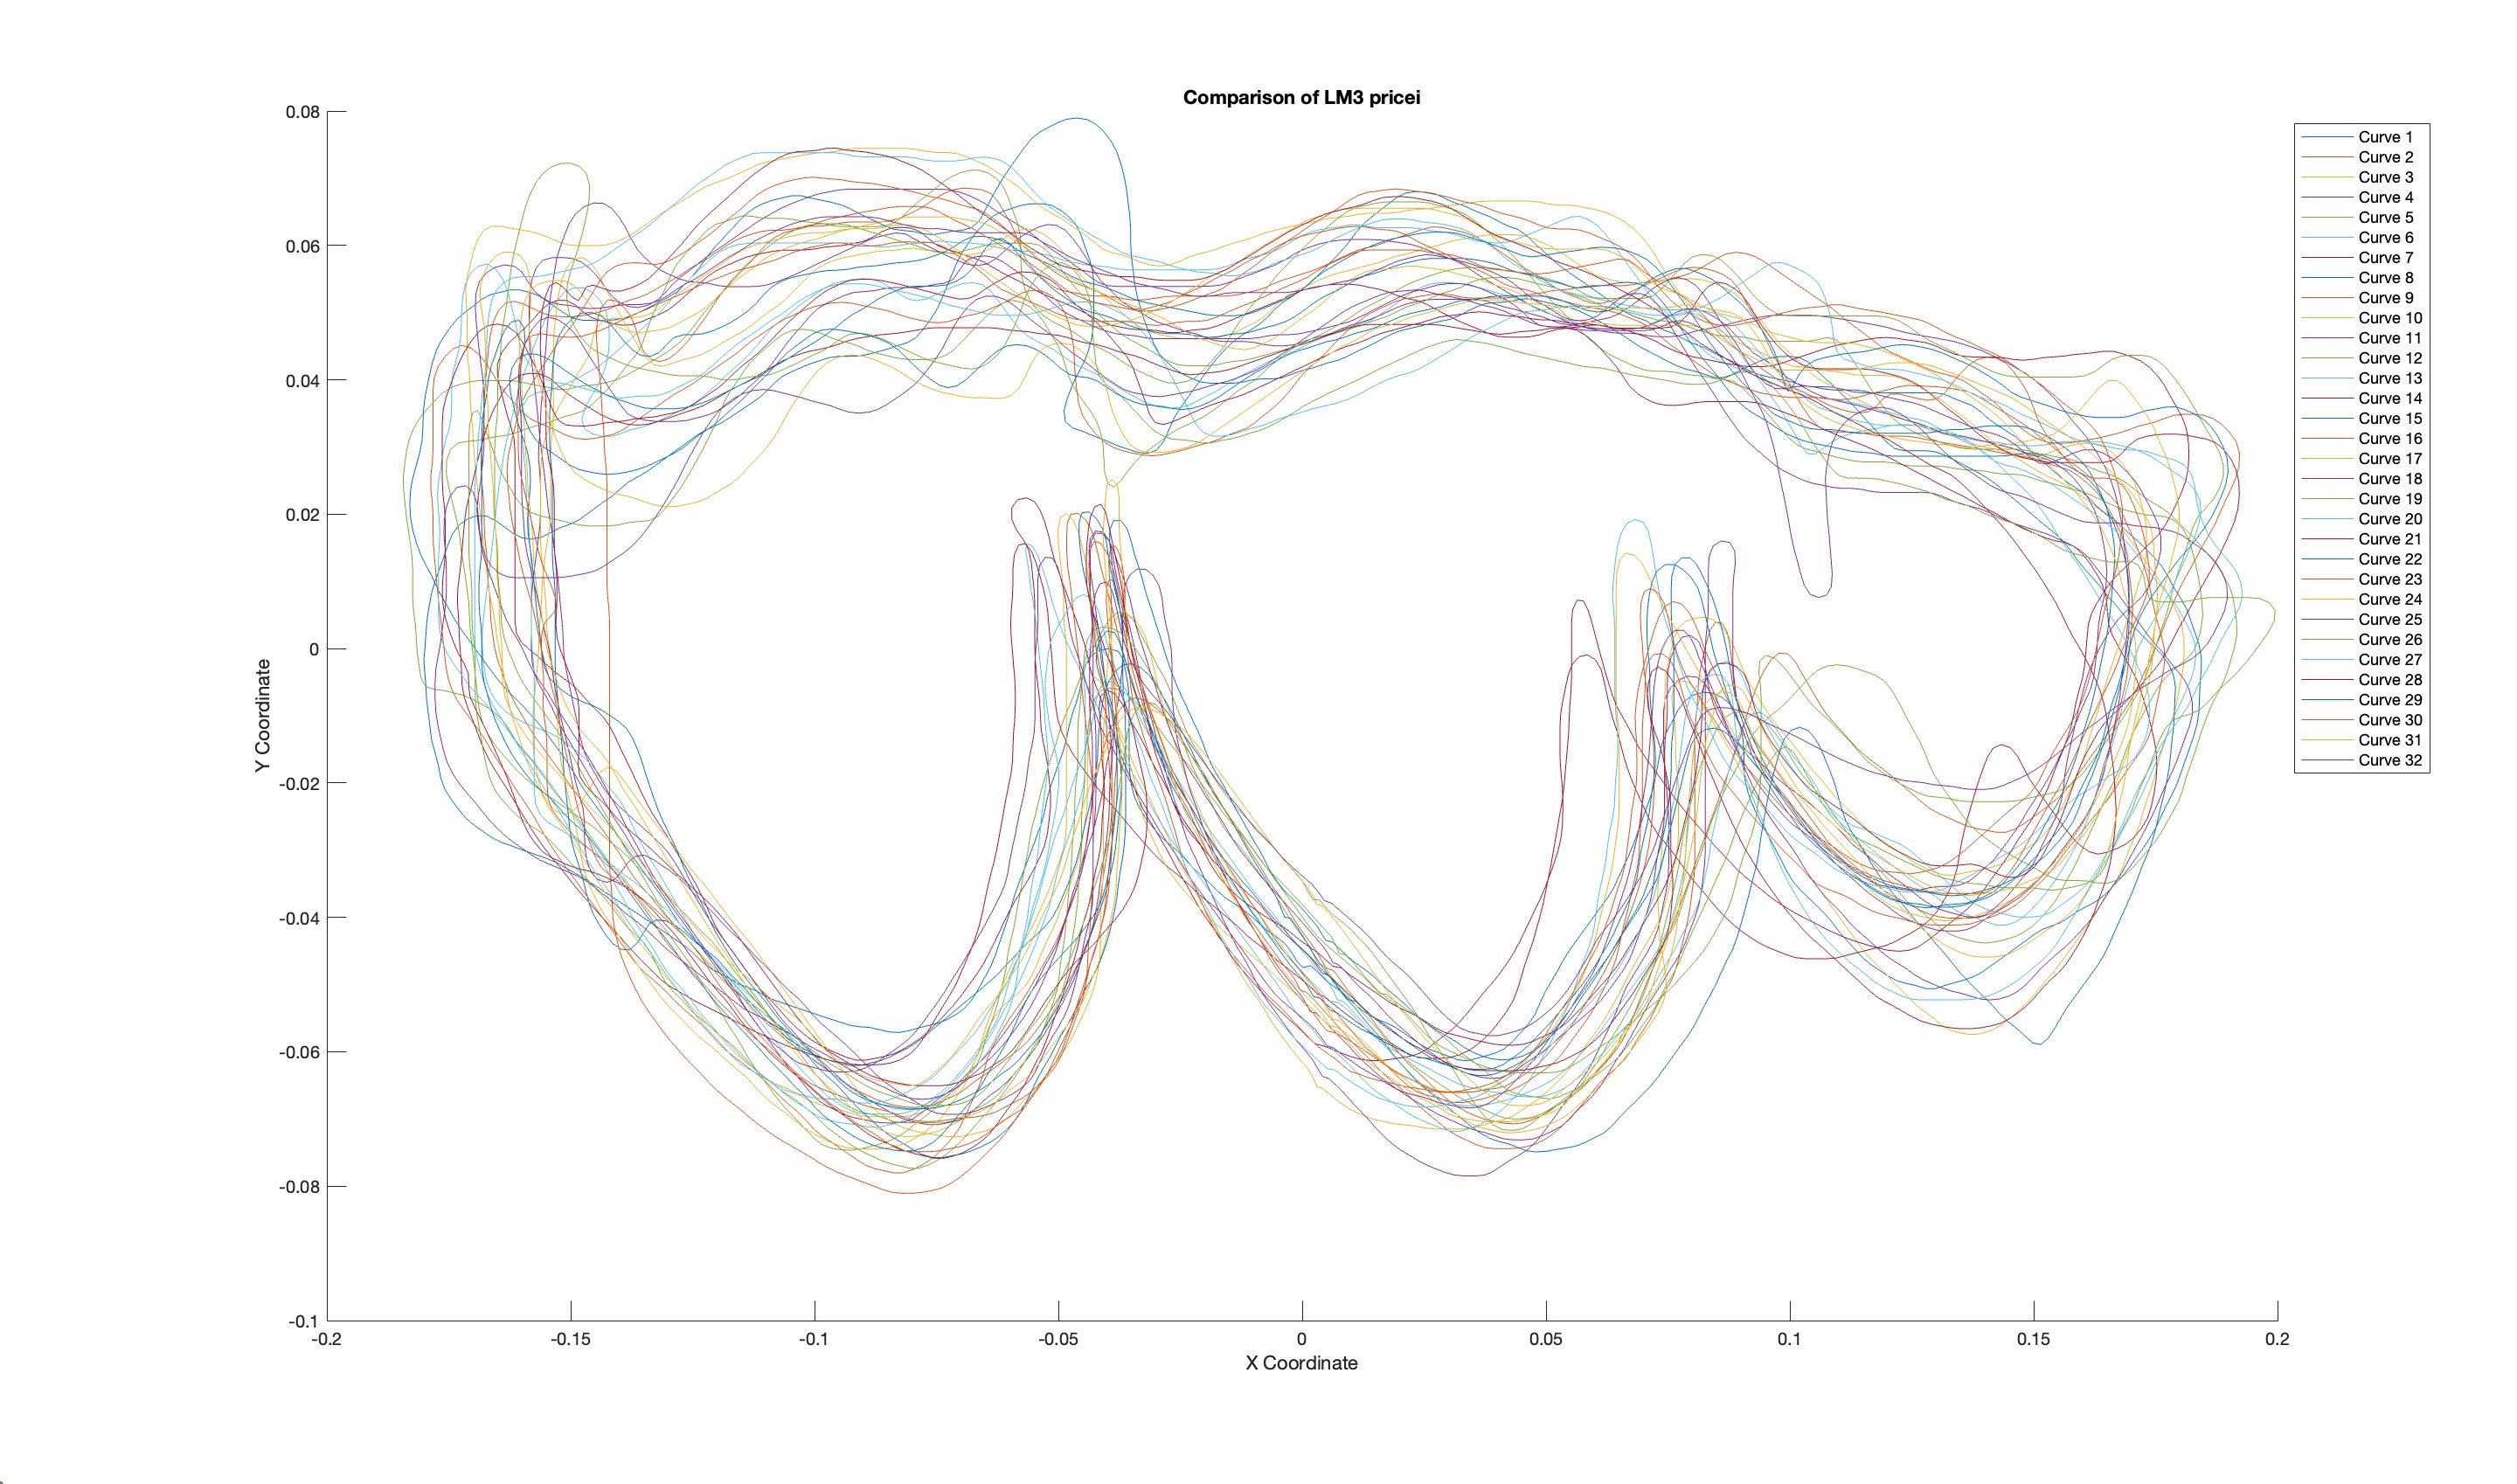 Comparison of LM3 pricei
0.08
0.06
0.04
0.02
0
-0.02
-0.04
-0.06
-0.08
-0.1
Y Coordinate
-0.2
-0.15
-0.1
-0.05
0
0.05
0.1
0.15
0.2
X Coordinate
Curve 1
Curve 2
Curve 3
Curve 4
Curve 5
Curve 6
Curve 7
Curve 8
Curve 9
Curve 10
Curve 11
Curve 12
Curve 13
Curve 14
Curve 15
Curve 16
Curve 17
Curve 18
Curve 19
Curve 20
Curve 21
Curve 22
Curve 23
Curve 24
Curve 25
Curve 26
Curve 27
Curve 28
Curve 29
Curve 30
Curve 31
Curve 32